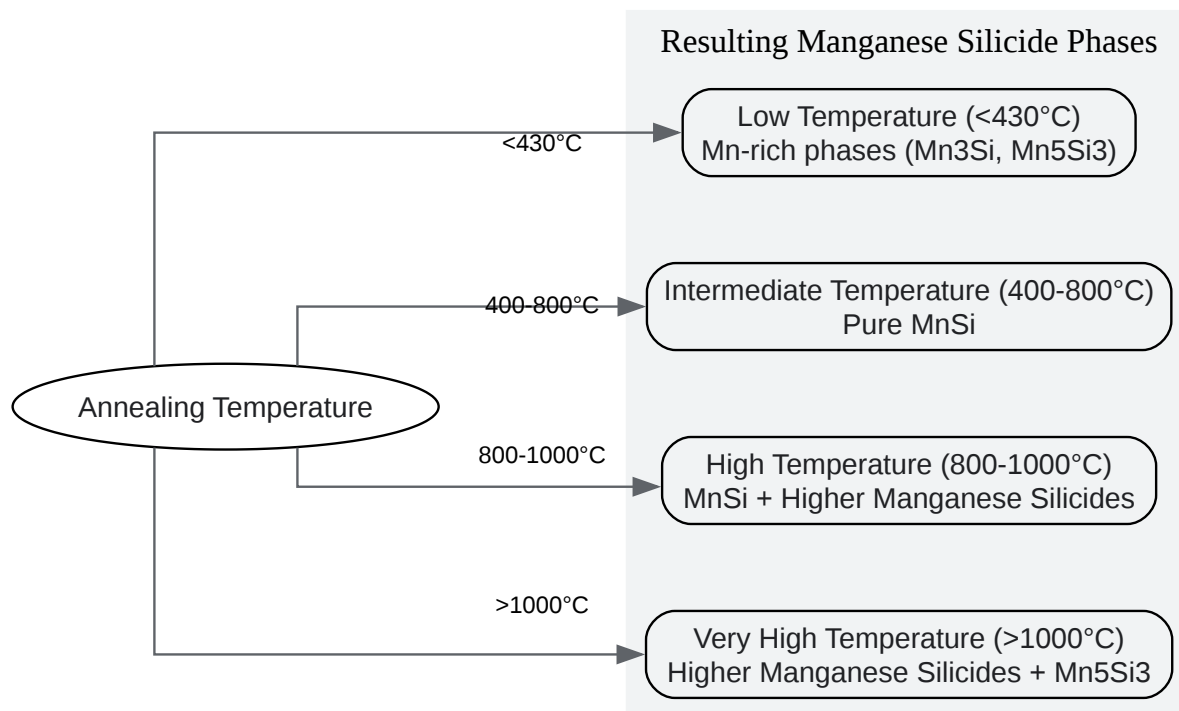 Resulting Manganese Silicide Phases
Low Temperature (<430°C)
Mn-rich phases (Mn3Si, Mn5Si3)
<430°C
Intermediate Temperature (400-800°C)
Pure MnSi
400-800°C
Annealing Temperature
800-1000°C
High Temperature (800-1000°C)
MnSi + Higher Manganese Silicides
>1000°C
Very High Temperature (>1000°C)
Higher Manganese Silicides + Mn5Si3